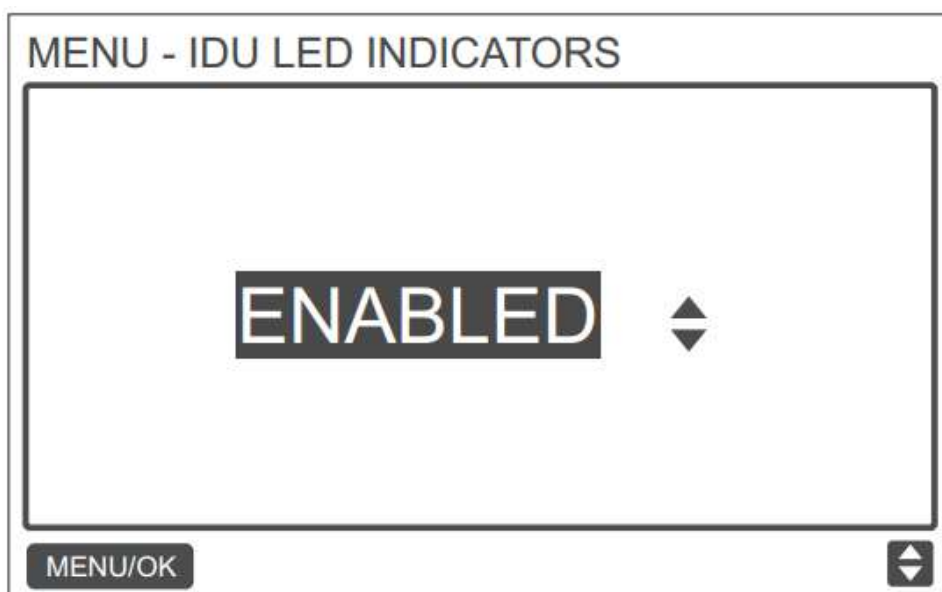 MENU - IDU LED INDICATORS
ENABLED
MENU/OK